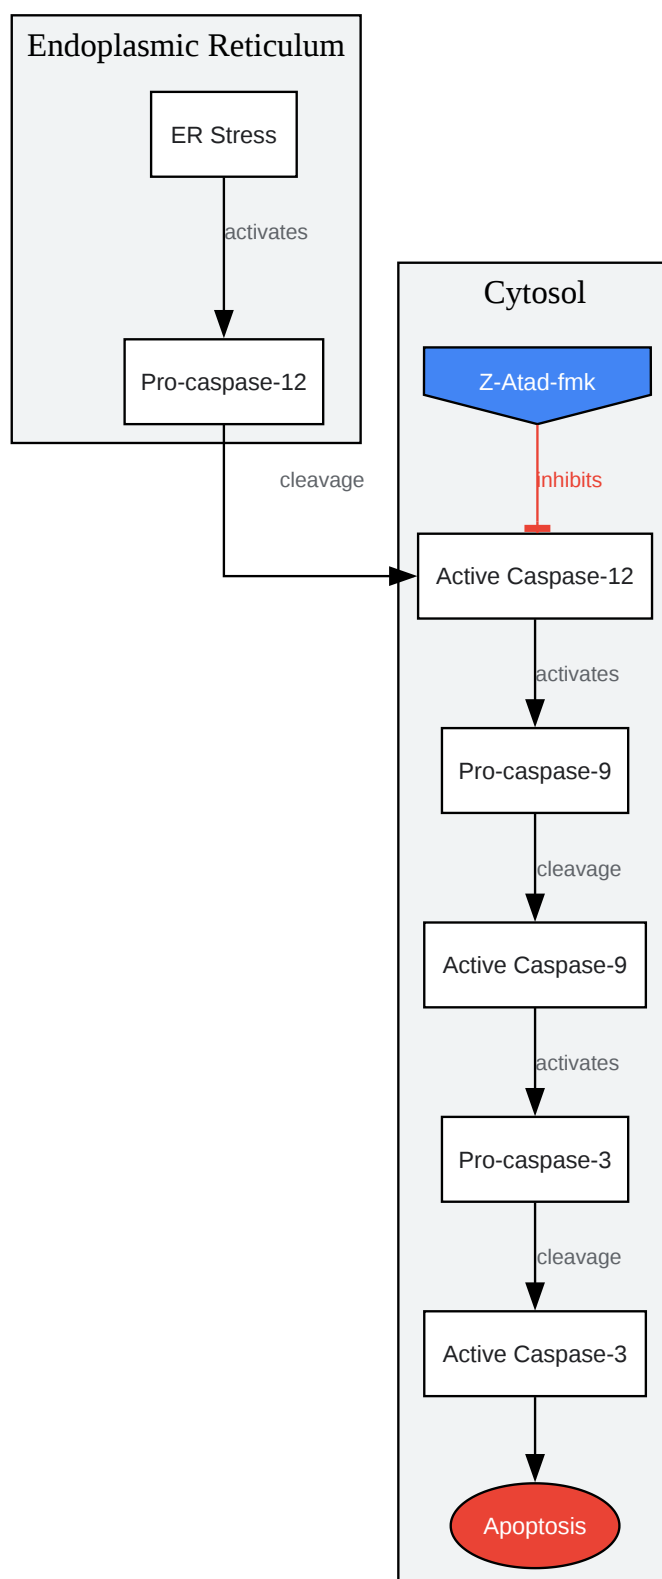 Endoplasmic Reticulum
ER Stress
activates
Pro-caspase-12
cleavage
Cytosol
Z-Atad-fmk
inhibits
Active Caspase-12
activates
Pro-caspase-9
cleavage
Active Caspase-9
activates
Pro-caspase-3
cleavage
Active Caspase-3
Apoptosis